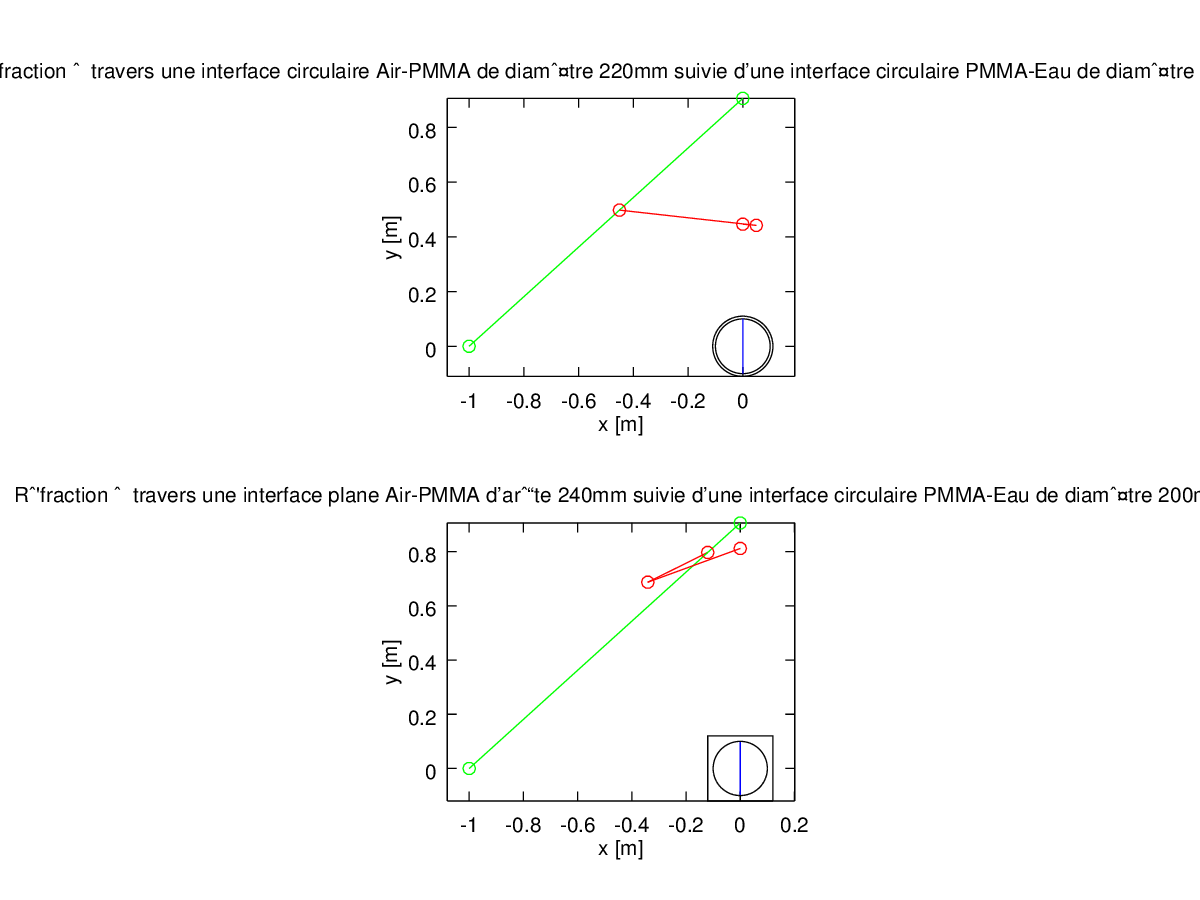 fraction ˆ travers une interface circulaire Air-PMMA de diamˆ¤tre 220mm suivie d'une interface circulaire PMMA-Eau de diamˆ¤tre
0.8
0.6
0.4
0.2
0
y [m]
-1 -0.8 -0.6 -0.4 -0.2 0
x [m]
Rˆ'fraction ˆ travers une interface plane Air-PMMA d'arˆ“te 240mm suivie d'une interface circulaire PMMA-Eau de diamˆ¤tre 200
0.8
0.6
0.4
0.2
0
y [m]
-1 -0.8 -0.6 -0.4 -0.2 0 0.2
x [m]